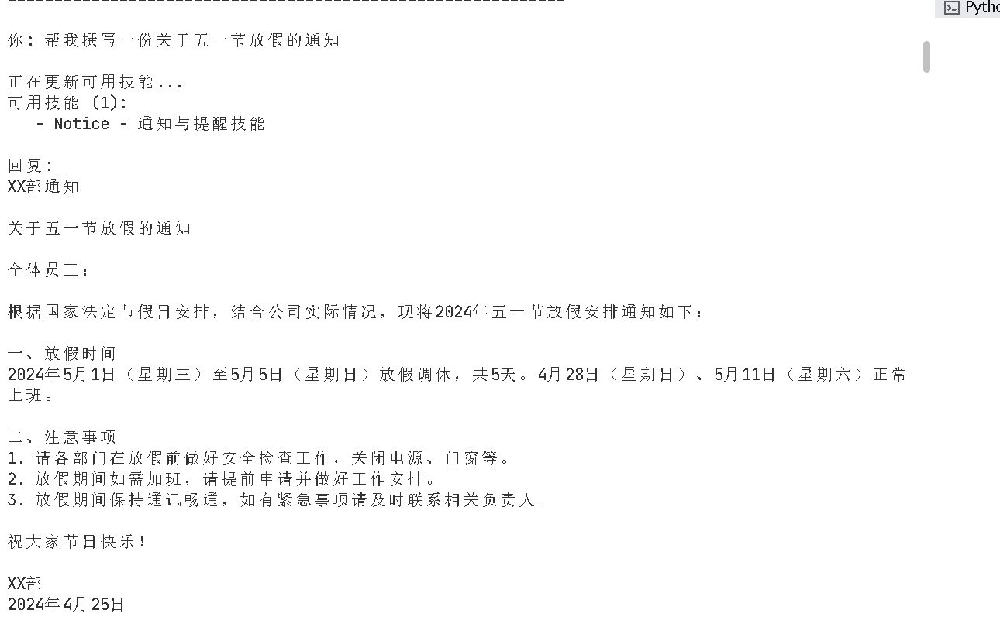 ------------------------------------------------------------
Pytho
你: 帮我撰写一份关于五一节放假的通知
正在更新可用技能...
可用技能 (1):
- Notice - 通知与提醒技能
回复:
XX部通知
关于五一节放假的通知
全体员工：
根据国家法定节假日安排，结合公司实际情况，现将2024年五一节放假安排通知如下：
一、放假时间
2024年5月1日（星期三）至5月5日（星期日）放假调休，共5天。4月28日（星期日）、5月11日（星期六）正常
上班。
二、注意事项
1. 请各部门在放假前做好安全检查工作，关闭电源、门窗等。
2. 放假期间如需加班，请提前申请并做好工作安排。
3. 放假期间保持通讯畅通，如有紧急事项请及时联系相关负责人。
祝大家节日快乐！
XX部
2024年4月25日